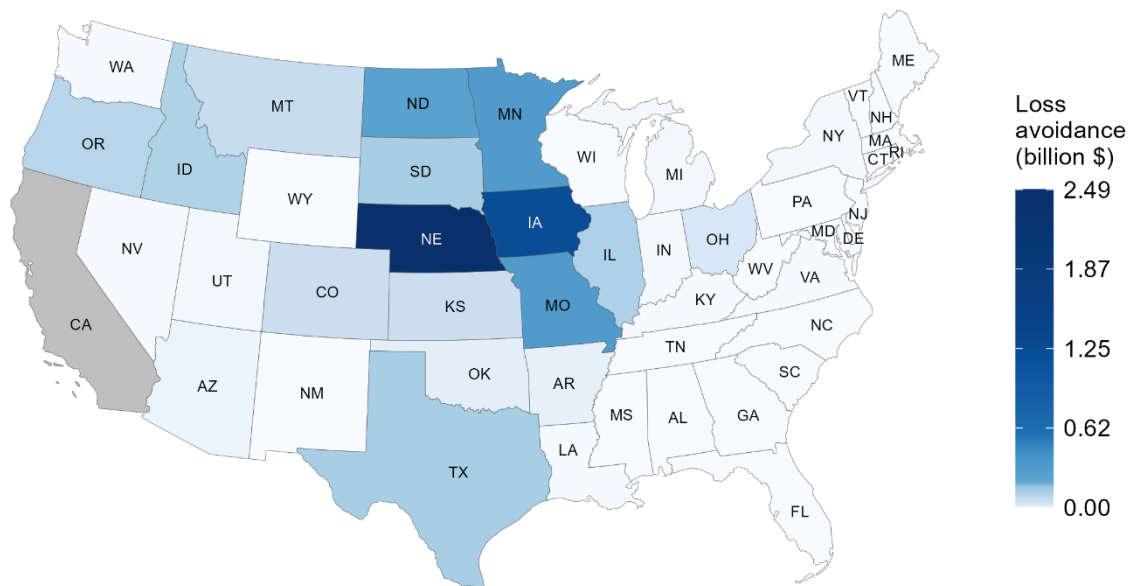 WA
OR
CA
NV
ID
MT
WY
UT
AZ
NM
CO
ND
SD
NE
KS
OK
TX
MN
IA
MO
AR
LA
WI
IL
MI
IN
OH
KY
TN
MS
AL
GA
FL
SC
NC
VA
WV
PA
MD
DE
NJ
NY
CT
RI
MA
VT
NH
ME
Loss
avoidance
(billion $)
2.49
1.87
1.25
0.62
0.00